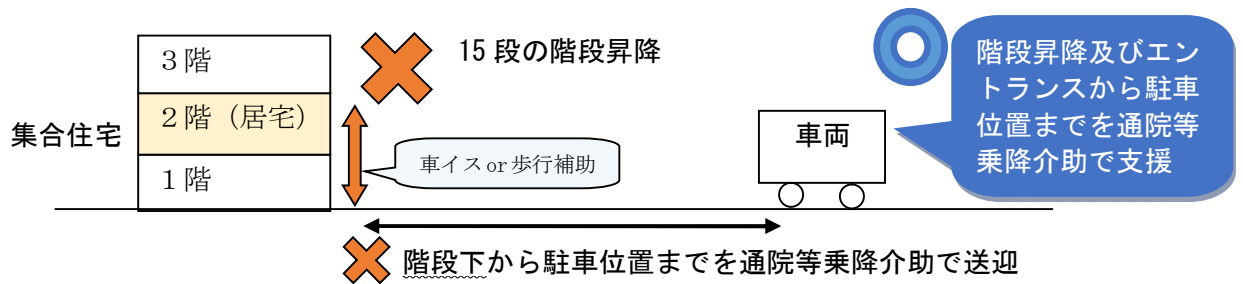 15 段の階段昇降
３階
２階（居宅）
１階
集合住宅
車イス or 歩行補助
車両
階段昇降及びエン
トランスから駐車
位置までを通院等
乗降介助で支援
階段下から駐車位置までを通院等乗降介助で送迎